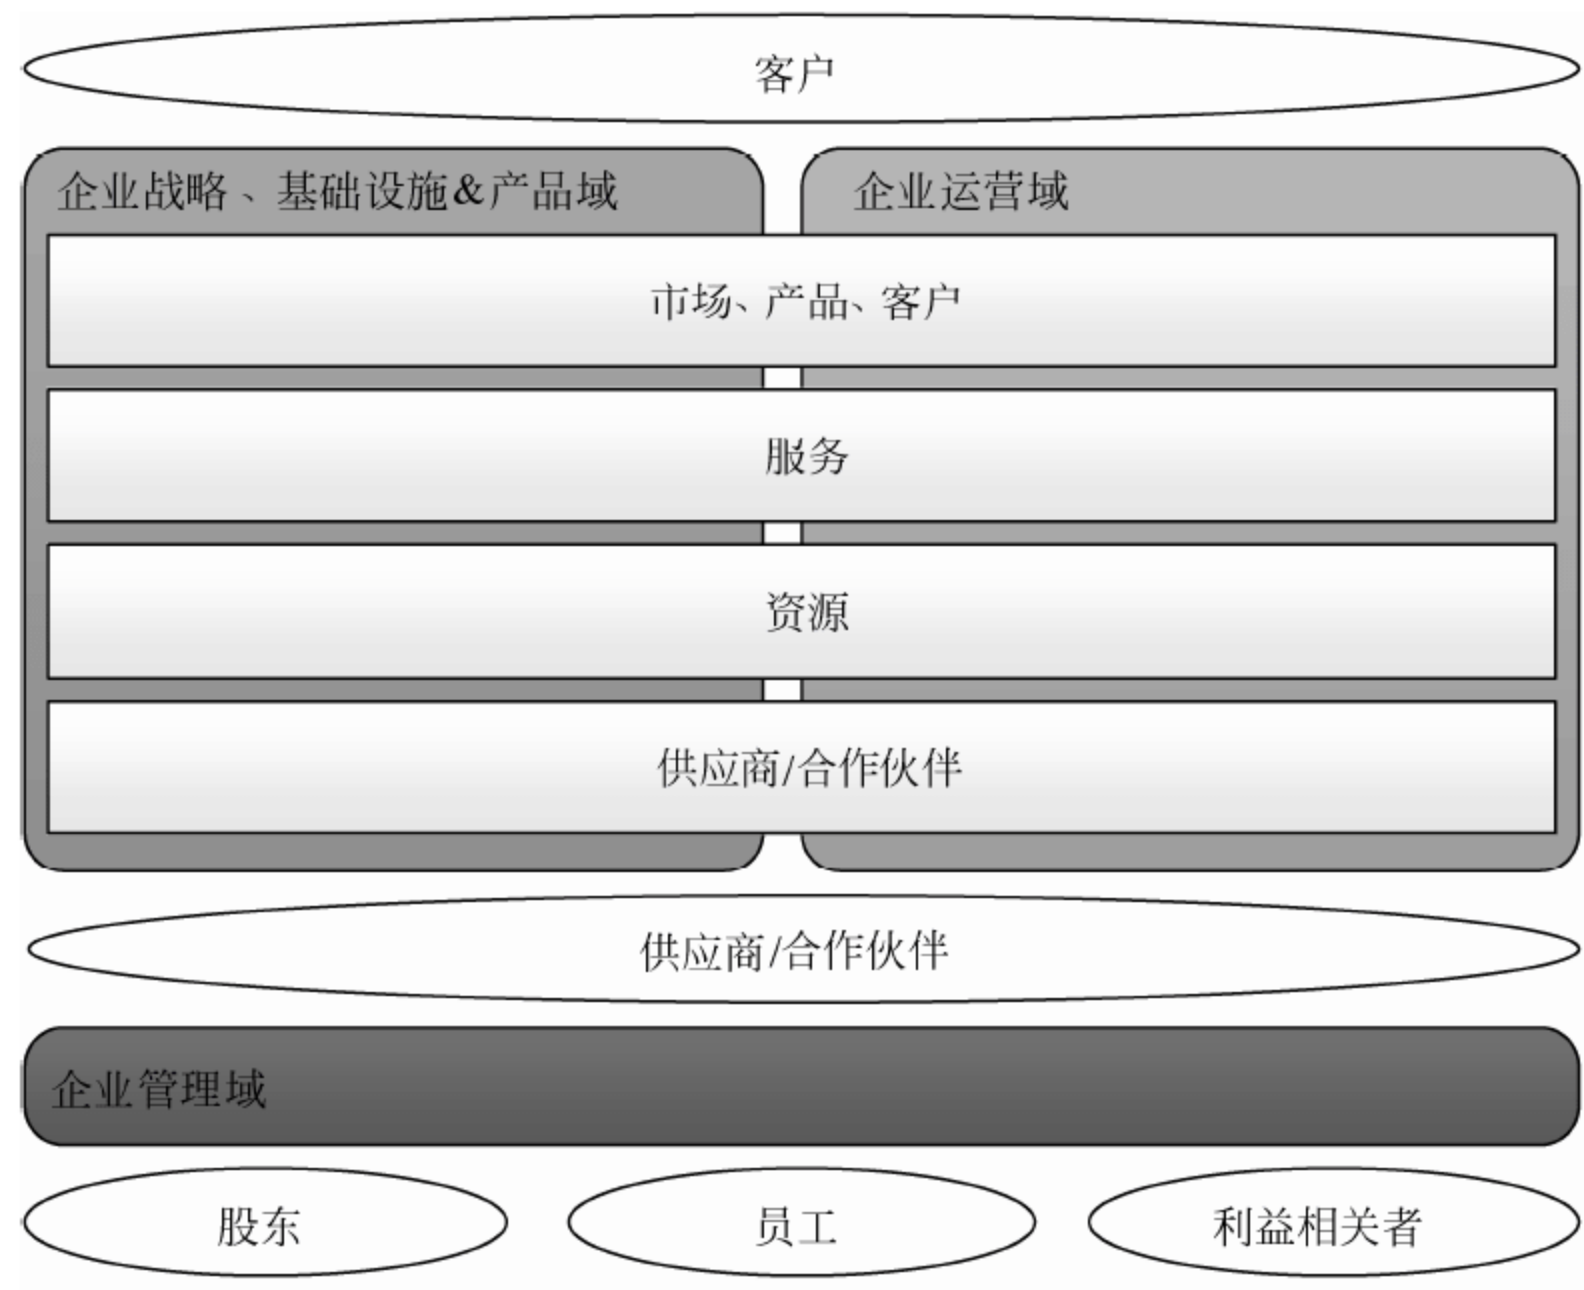 客户
企业战略、基础设施&产品域
企业运营域
市场、产品、客户
服务
资源
供应商/合作伙伴
供应商/合作伙伴
企业管理域
股东
员工
利益相关者